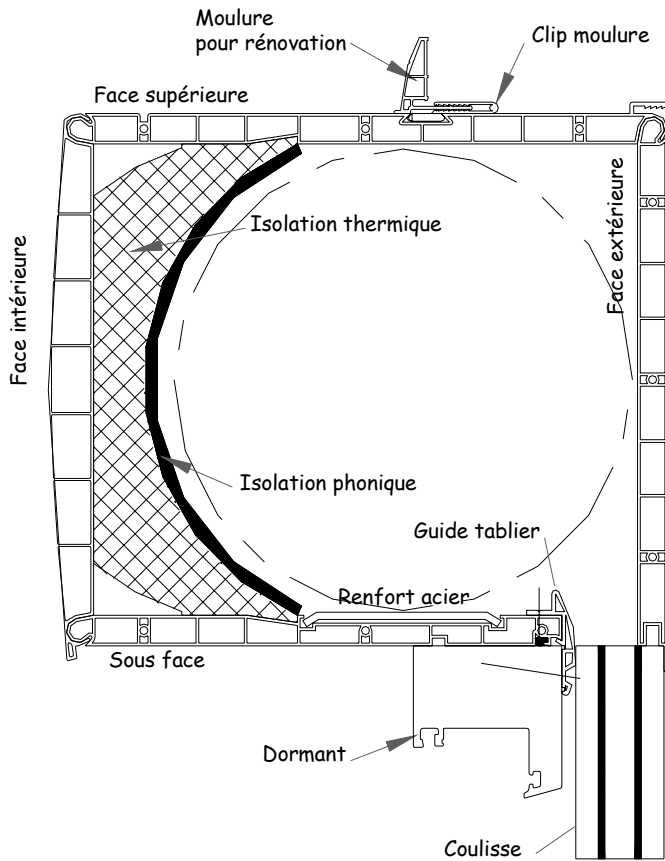 Moulure
pour rénovation
Clip moulure
Face supérieure
Isolation thermique
Face extérieure
Face intérieure
Isolation phonique
Guide tablier
Renfort acier
Sous face
Dormant
Coulisse